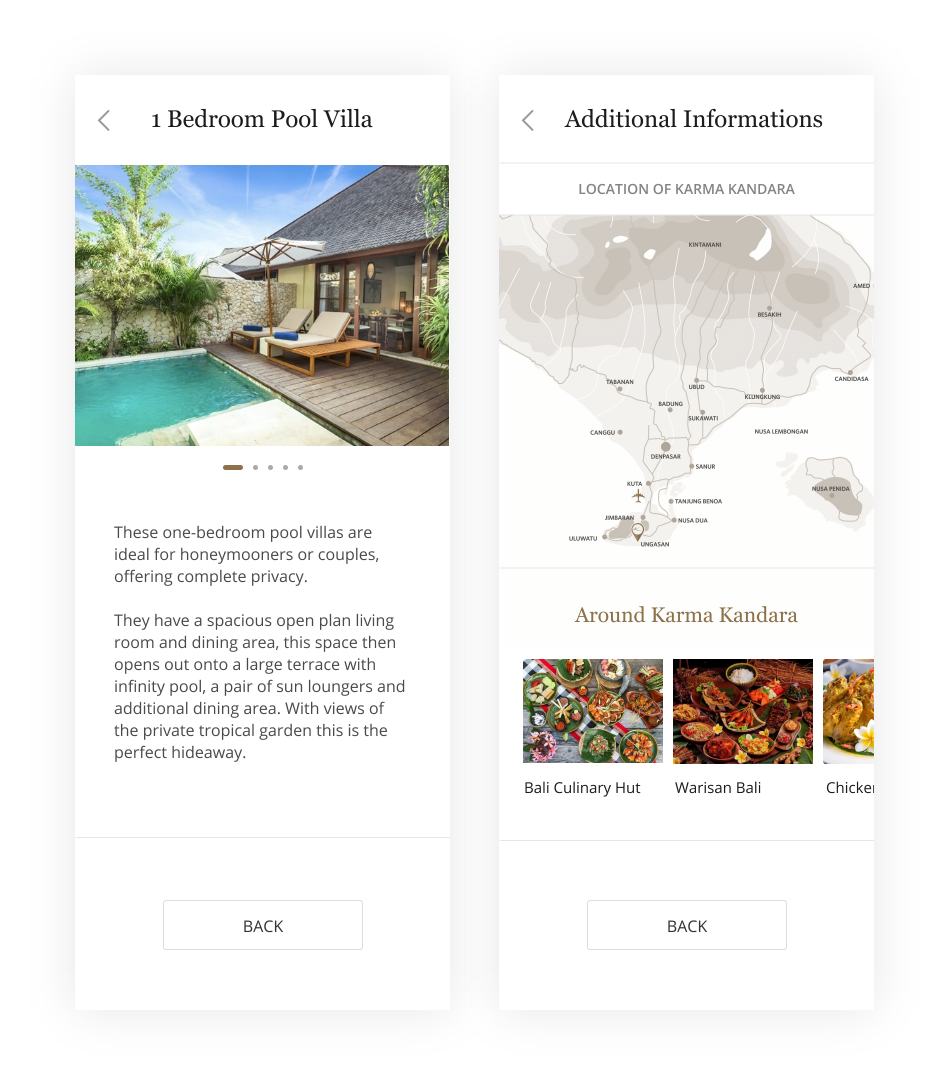 1 Bedroom Pool Villa
These one-bedroom pool villas are
ideal for honeymooners or couples,
offering complete privacy.
They have a spacious open plan living
room and dining area, this space then
opens out onto a large terrace with
infinity pool, a pair of sun loungers and
additional dining area. With views of
the private tropical garden this is the
perfect hideaway.
BACK
Additional Informations
LOCATION OF KARMA KANDARA
KINTAMANI
AMED
BESAKIH
CANDIDASA
TABANAN
UBUD
KLUNGKUNG
BADUNG
SUKAWATI
CANGGU
NUSA LEMBONGAN
DENPASAR
SANUR
KUTA
NUSA PENIDA
TANJUNG BENOA
JIMBARAN
NUSA DUA
ULUWATU
UNGASAN
Around Karma Kandara
Bali Culinary Hut
Warisan Bali
Chicken
BACK